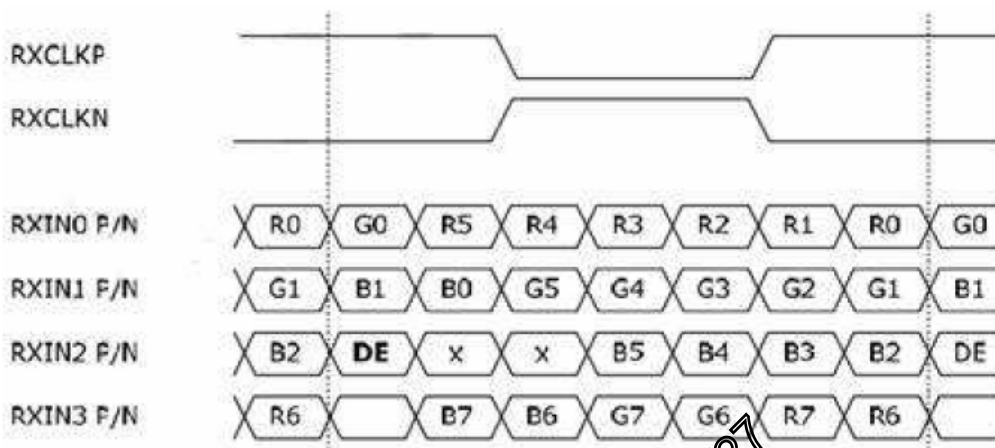 RXCLKP
RXCLKN
RXIN0 P/N R0 G0 R5 R4 R3 R2 R1 R0 G0
RXIN1 P/N G1 B1 B0 G5 G4 G3 G2 G1 B1
RXIN2 P/N B2 DE x x B5 B4 B3 B2 DE
RXIN3 P/N R6 B7 B6 G7 G6 R7 R6